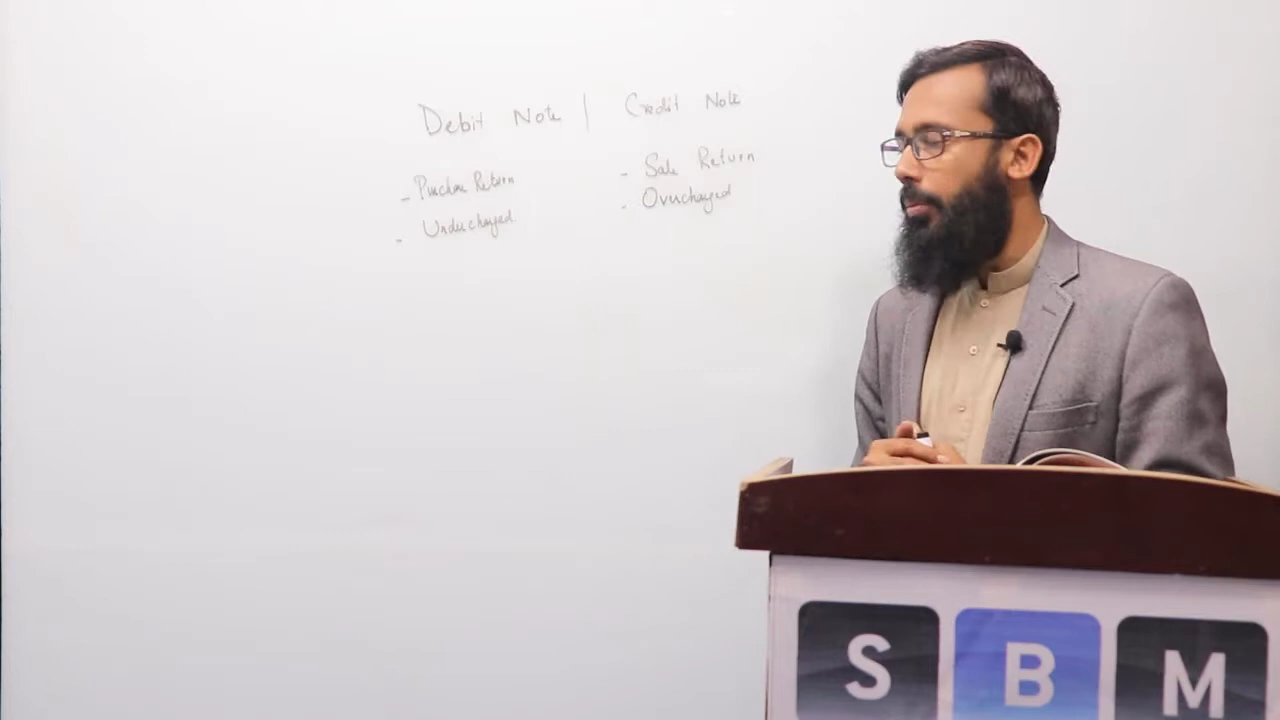 Debit Note | Credit Note
- Purchase Return
- Undercharged
- Sale Return
- Overcharged
S B M